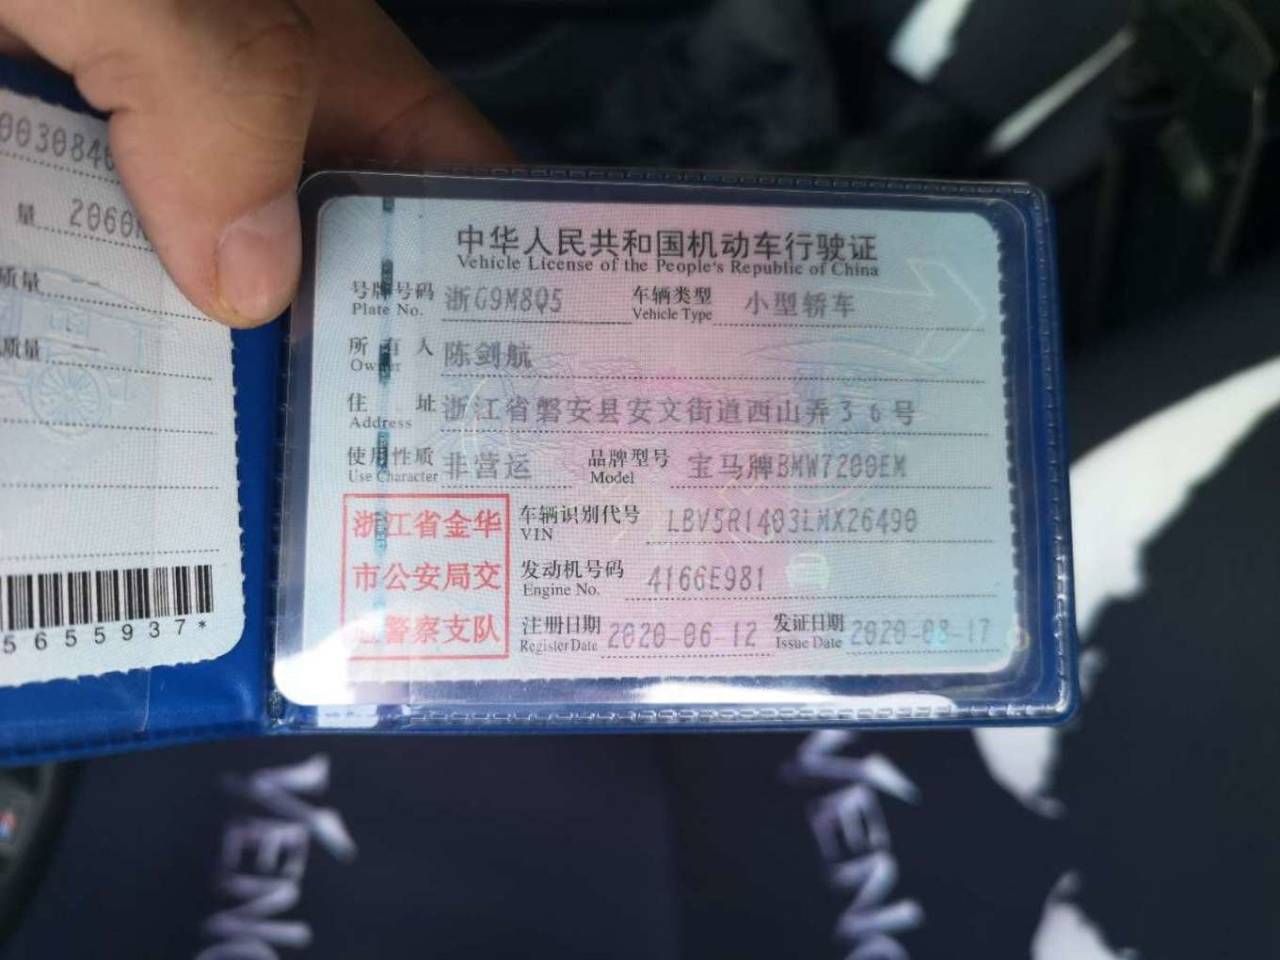 003084
量 2060
质量 --
质量 --
5655937*
中华人民共和国机动车行驶证
Vehicle License of the People's Republic of China
号牌号码 浙G9M8Q5 车辆类型 小型轿车
Plate No. Vehicle Type
所有人 陈剑航
Owner
住址 浙江省磐安县安文街道西山弄36号
Address
使用性质 非营运 品牌型号 宝马牌BMW7200EM
Use Character Model
浙江省金华
市公安局交
警察支队
车辆识别代号 LBV5R1403LMX26490
VIN
发动机号码 4166E981
Engine No.
注册日期 2020-06-12 发证日期 2020-08-17
Register Date Issue Date
VENO
VENO